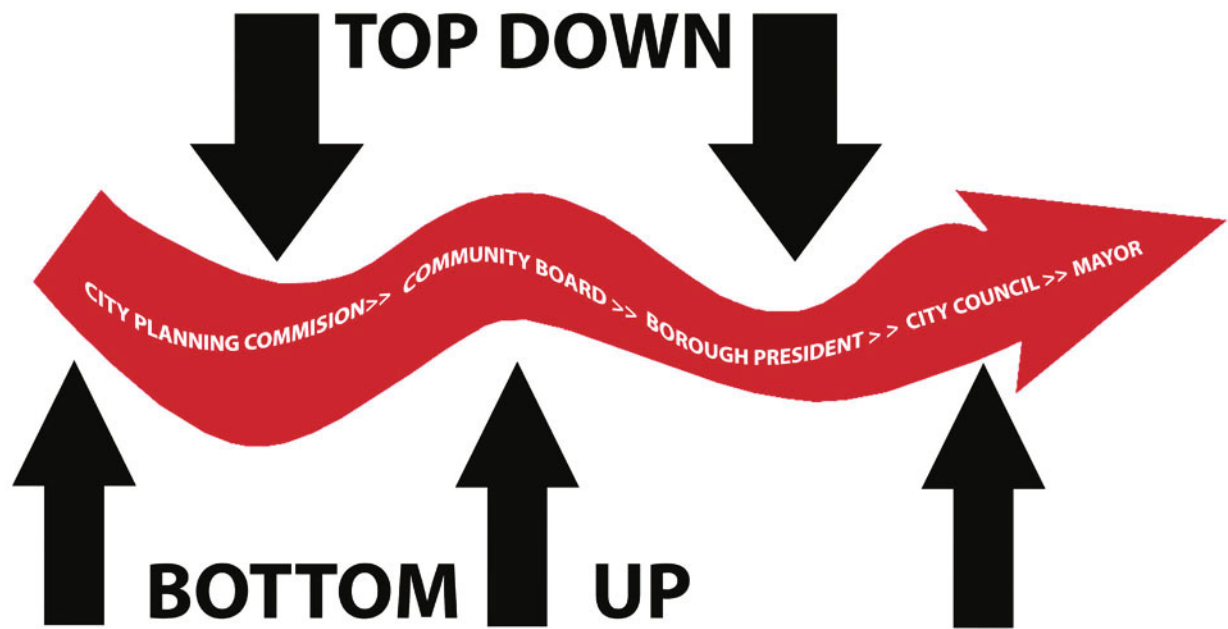 TOP DOWN
CITY PLANNING COMMISION>> COMMUNITY BOARD >> BOROUGH PRESIDENT >> CITY COUNCIL >> MAYOR
BOTTOM UP